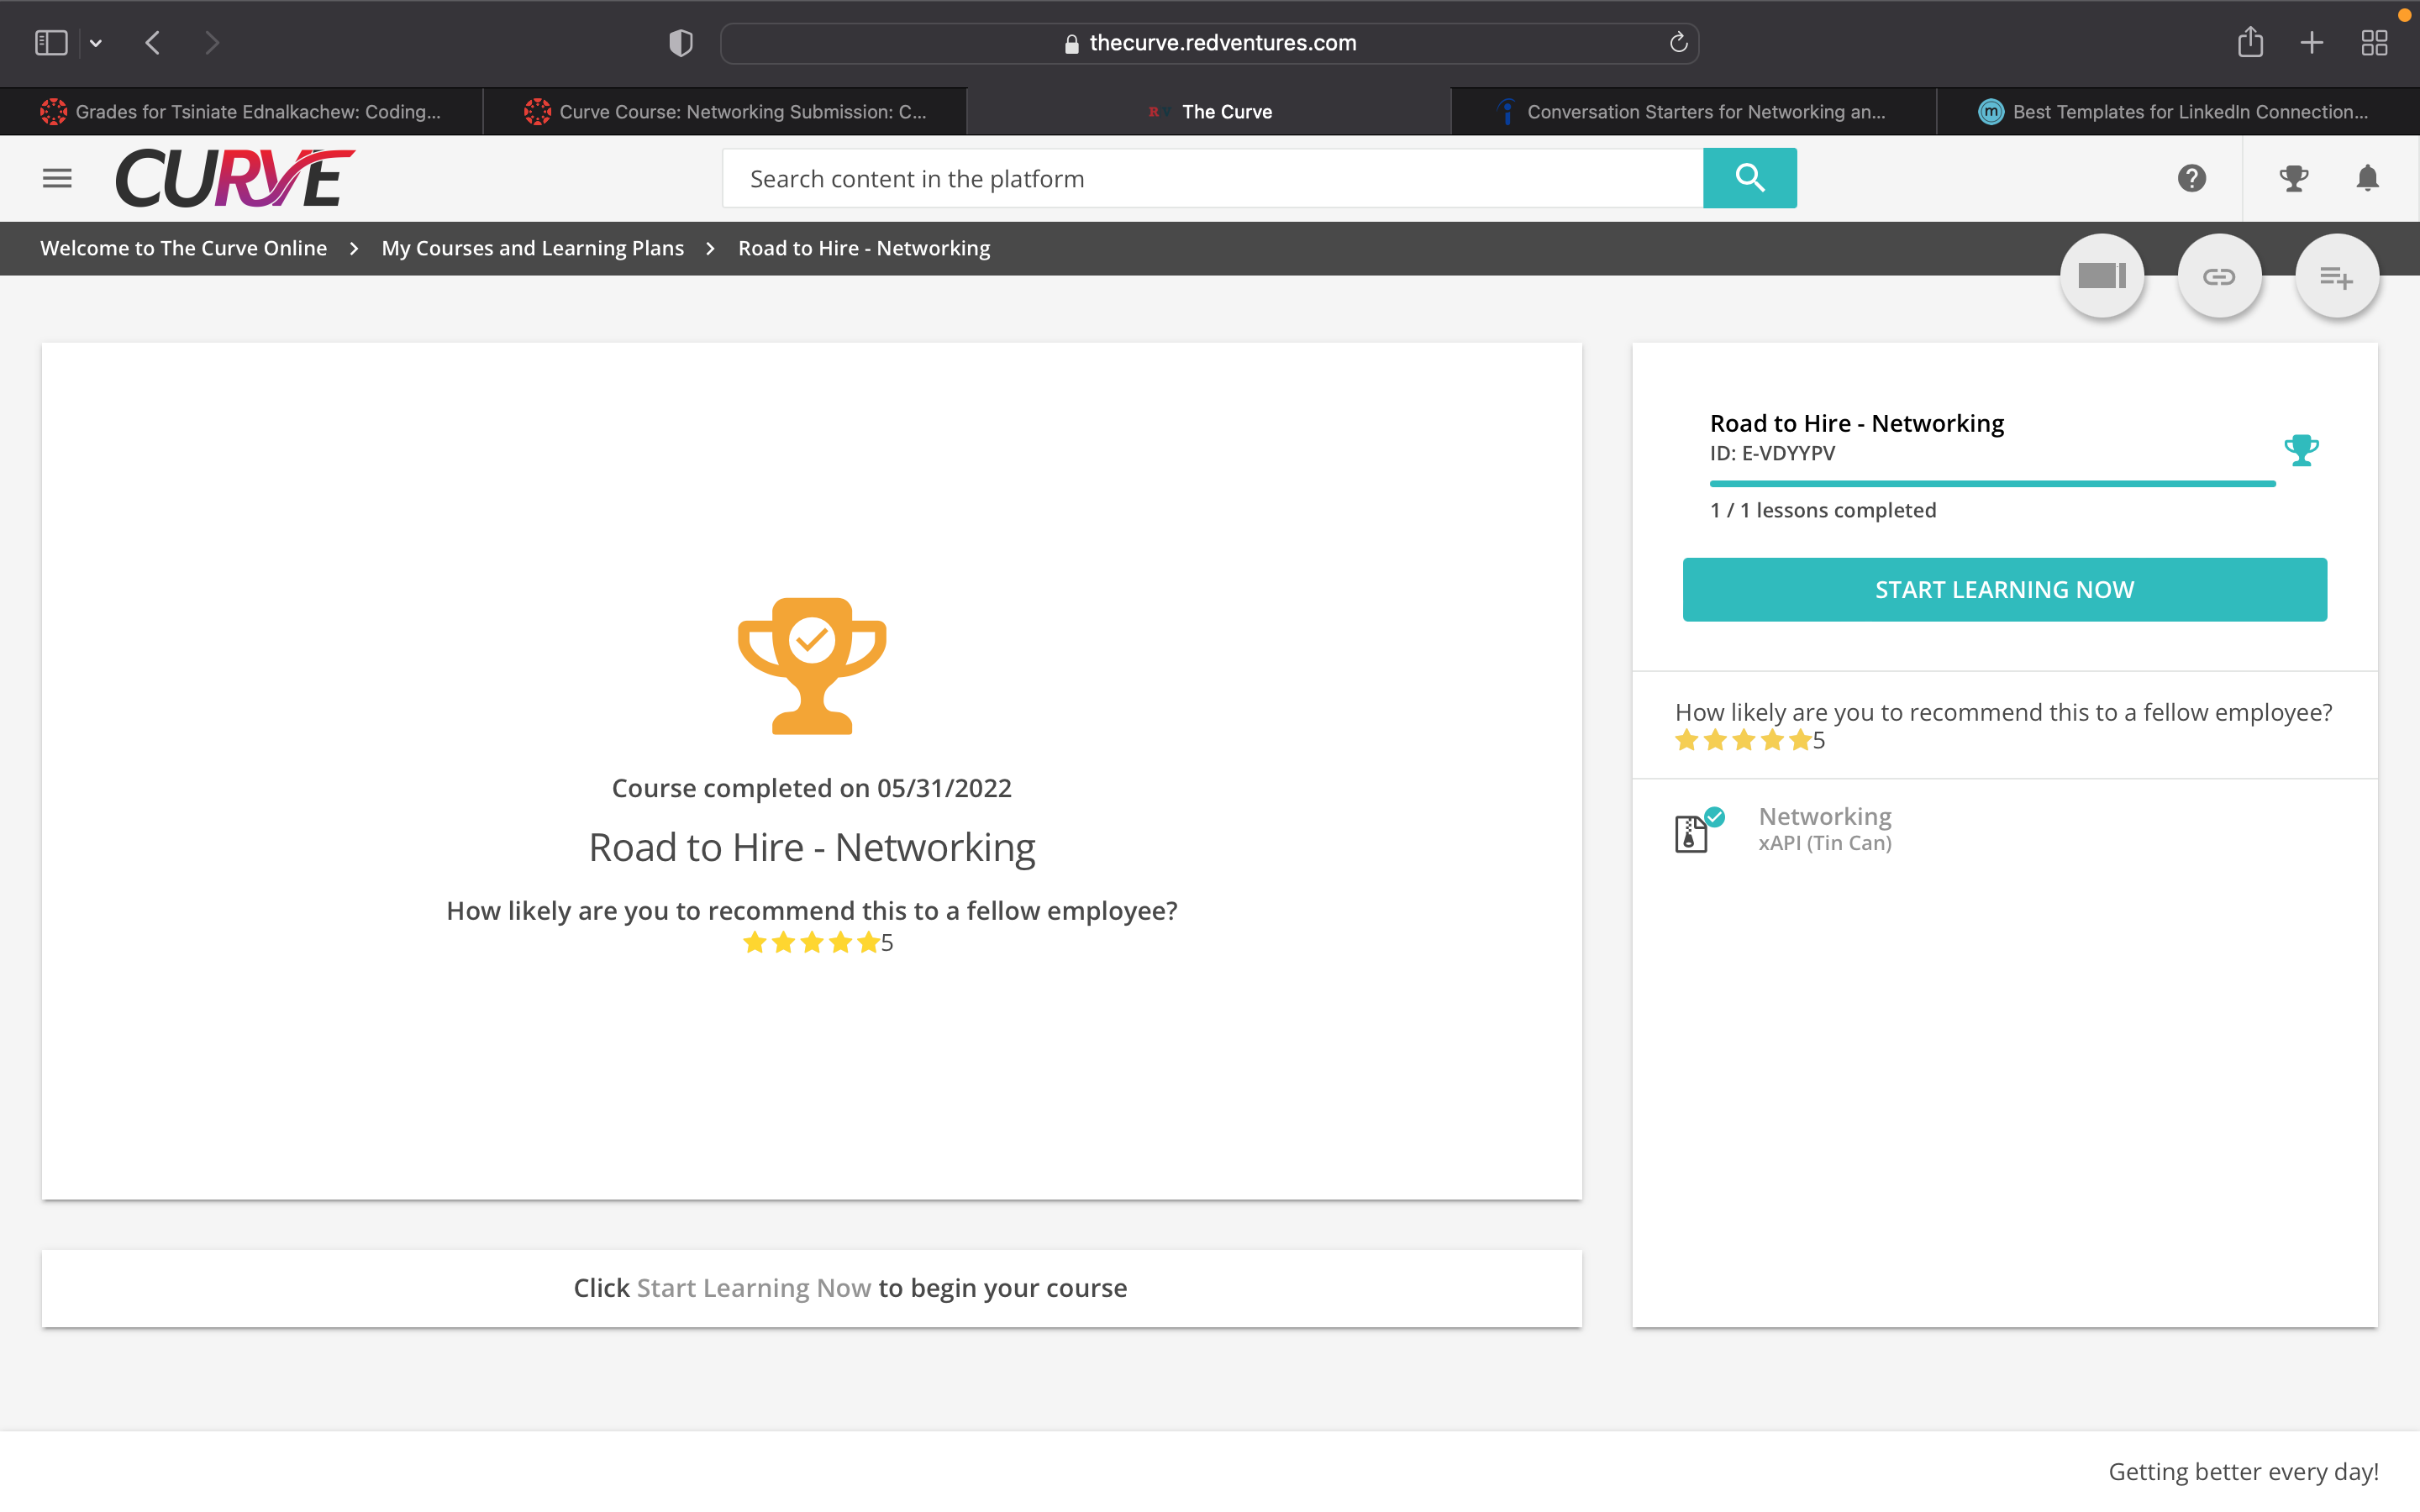 thecurve.redventures.com
Grades for Tsiniate Ednalkachew: Coding...
Curve Course: Networking Submission: C...
RV The Curve
Conversation Starters for Networking an...
m Best Templates for LinkedIn Connection...
CURVE
Search content in the platform
Welcome to The Curve Online > My Courses and Learning Plans > Road to Hire - Networking
Course completed on 05/31/2022
Road to Hire - Networking
How likely are you to recommend this to a fellow employee?
5
Click Start Learning Now to begin your course
Road to Hire - Networking
ID: E-VDYYPV
1 / 1 lessons completed
START LEARNING NOW
How likely are you to recommend this to a fellow employee?
5
Networking
xAPI (Tin Can)
Getting better every day!